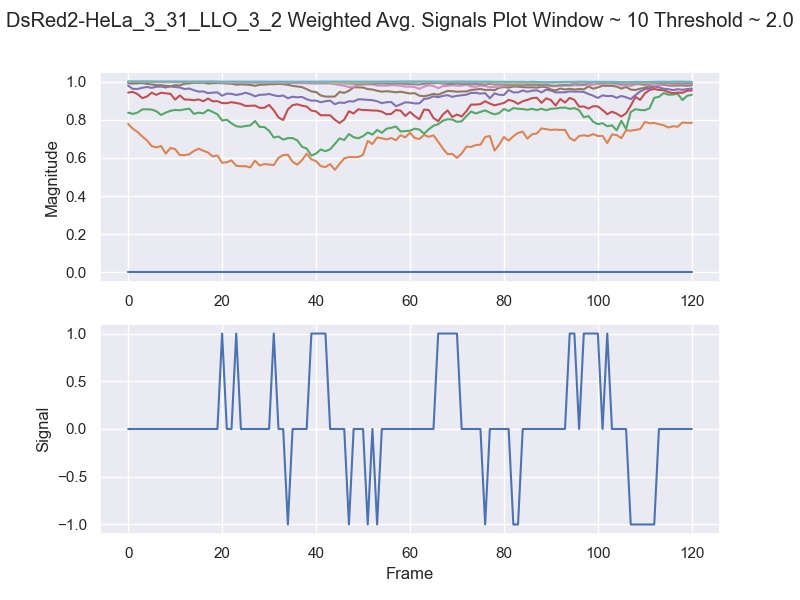 DsRed2-HeLa_3_31_LLO_3_2 Weighted Avg. Signals Plot Window ~ 10 Threshold ~ 2.0
1.0
0.8
0.6
0.4
0.2
0.0
Magnitude
0 20 40 60 80 100 120
1.0
0.5
0.0
−0.5
−1.0
Signal
0 20 40 60 80 100 120
Frame